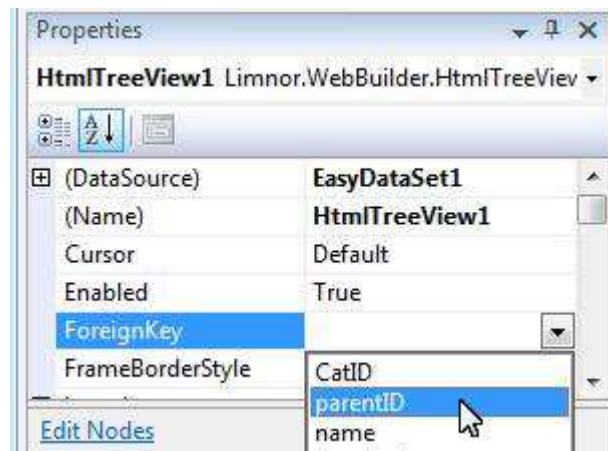 Properties
HtmlTreeView1 Limnor.WebBuilder.HtmlTreeView
(DataSource) EasyDataSet1
(Name) HtmlTreeView1
Cursor Default
Enabled True
ForeignKey
FrameBorderStyle
CatID
parentID
name
Edit Nodes